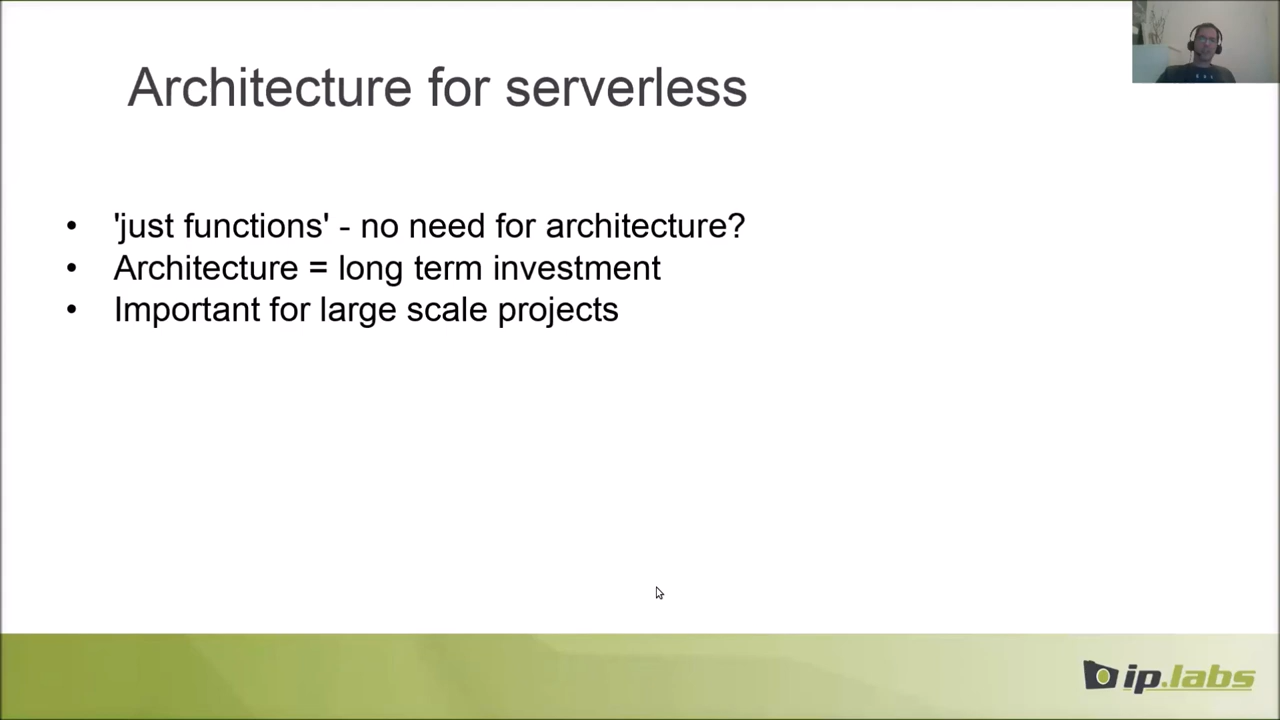 Architecture for serverless
• 'just functions' - no need for architecture?
• Architecture = long term investment
• Important for large scale projects
ip.labs